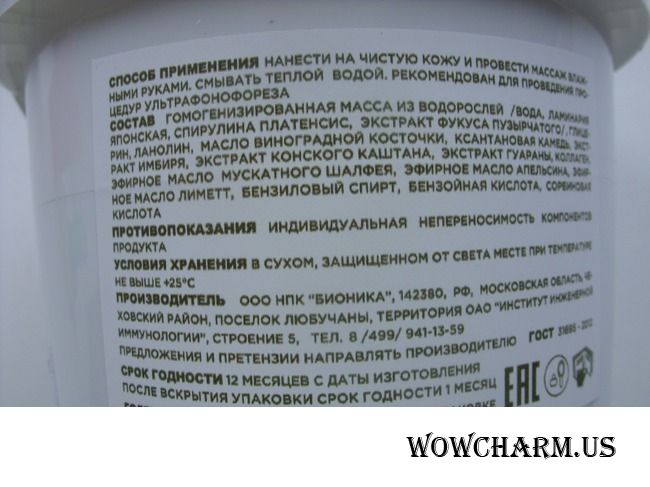 СПОСОБ ПРИМЕНЕНИЯ НАНЕСТИ НА ЧИСТУЮ КОЖУ И ПРОВЕСТИ МАССАЖ ВЛАЖ-
НЫМИ РУКАМИ. СМЫВАТЬ ТЕПЛОЙ ВОДОЙ. РЕКОМЕНДОВАН ДЛЯ ПРОВЕДЕНИЯ ПРО-
ЦЕДУР УЛЬТРАФОНОФОРЕЗА
СОСТАВ ГОМОГЕНИЗИРОВАННАЯ МАССА ИЗ ВОДОРОСЛЕЙ /ВОДА, ЛАМИНАРИЯ
ЯПОНСКАЯ, СПИРУЛИНА ПЛАТЕНСИС, ЭКСТРАКТ ФУКУСА ПУЗЫРЧАТОГО/, ГЛИЦЕ-
РИН, ЛАНОЛИН, МАСЛО ВИНОГРАДНОЙ КОСТОЧКИ, КСАНТАНОВАЯ КАМЕДЬ, ЭКСТ-
РАКТ ИМБИРЯ, ЭКСТРАКТ КОНСКОГО КАШТАНА, ЭКСТРАКТ ГУАРАНЫ, КОЛЛАГЕН,
ЭФИРНОЕ МАСЛО МУСКАТНОГО ШАЛФЕЯ, ЭФИРНОЕ МАСЛО АПЕЛЬСИНА, ЭФИР-
НОЕ МАСЛО ЛИМЕТТ, БЕНЗИЛОВЫЙ СПИРТ, БЕНЗОЙНАЯ КИСЛОТА, СОРБИНОВАЯ
КИСЛОТА
ПРОТИВОПОКАЗАНИЯ ИНДИВИДУАЛЬНАЯ НЕПЕРЕНОСИМОСТЬ КОМПОНЕНТОВ
ПРОДУКТА
УСЛОВИЯ ХРАНЕНИЯ В СУХОМ, ЗАЩИЩЕННОМ ОТ СВЕТА МЕСТЕ ПРИ ТЕМПЕРАТУРЕ
НЕ ВЫШЕ +25°С
ПРОИЗВОДИТЕЛЬ ООО НПК "БИОНИКА", 142380, РФ, МОСКОВСКАЯ ОБЛАСТЬ, ЧЕ-
ХОВСКИЙ РАЙОН, ПОСЕЛОК ЛЮБУЧАНЫ, ТЕРРИТОРИЯ ОАО "ИНСТИТУТ ИНЖЕНЕРНОЙ
ИММУНОЛОГИИ", СТРОЕНИЕ 5, ТЕЛ. 8 /499/ 941-13-59
ПРЕДЛОЖЕНИЯ И ПРЕТЕНЗИИ НАПРАВЛЯТЬ ПРОИЗВОДИТЕЛЮ ГОСТ 31695 - 2012
СРОК ГОДНОСТИ 12 МЕСЯЦЕВ С ДАТЫ ИЗГОТОВЛЕНИЯ
ПОСЛЕ ВСКРЫТИЯ УПАКОВКИ СРОК ГОДНОСТИ 1 МЕСЯЦ
ЕАС
WOWCHARM.US